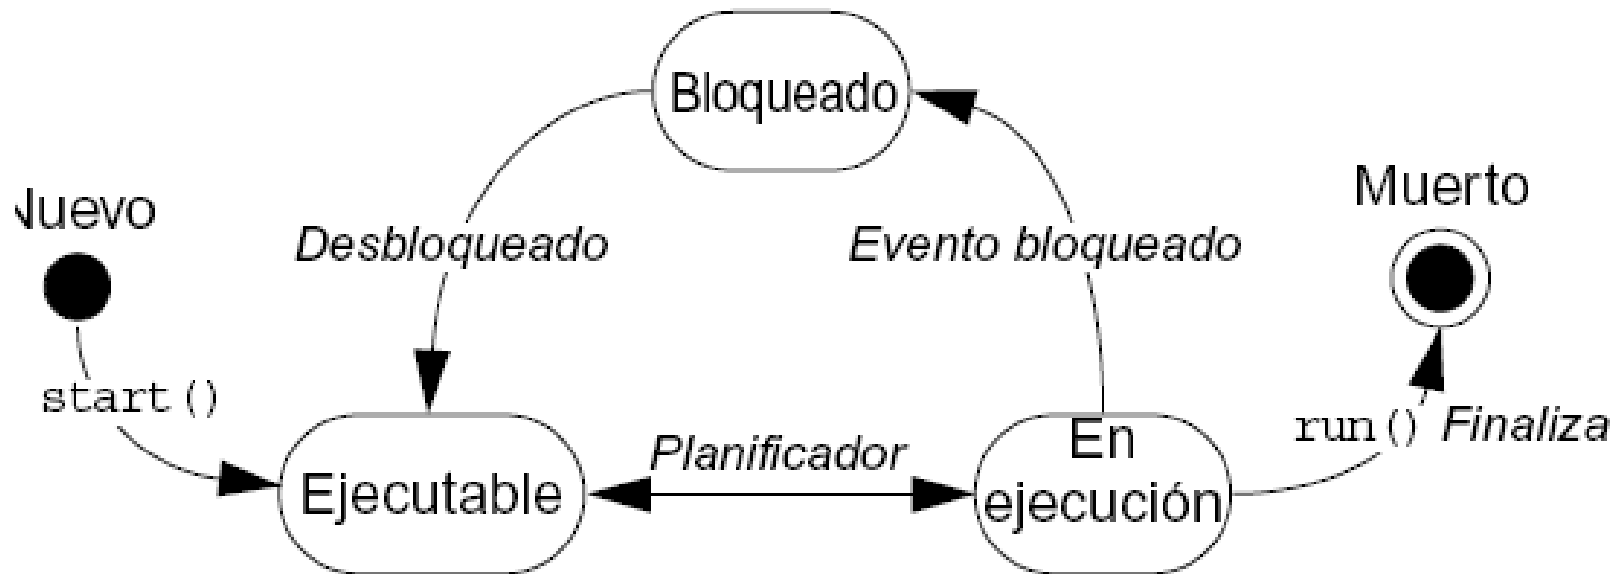 Bloqueado
Nuevo
Muerto
Desbloqueado
Evento bloqueado
start()
run() Finaliza
Planificador
Ejecutable
En
ejecución